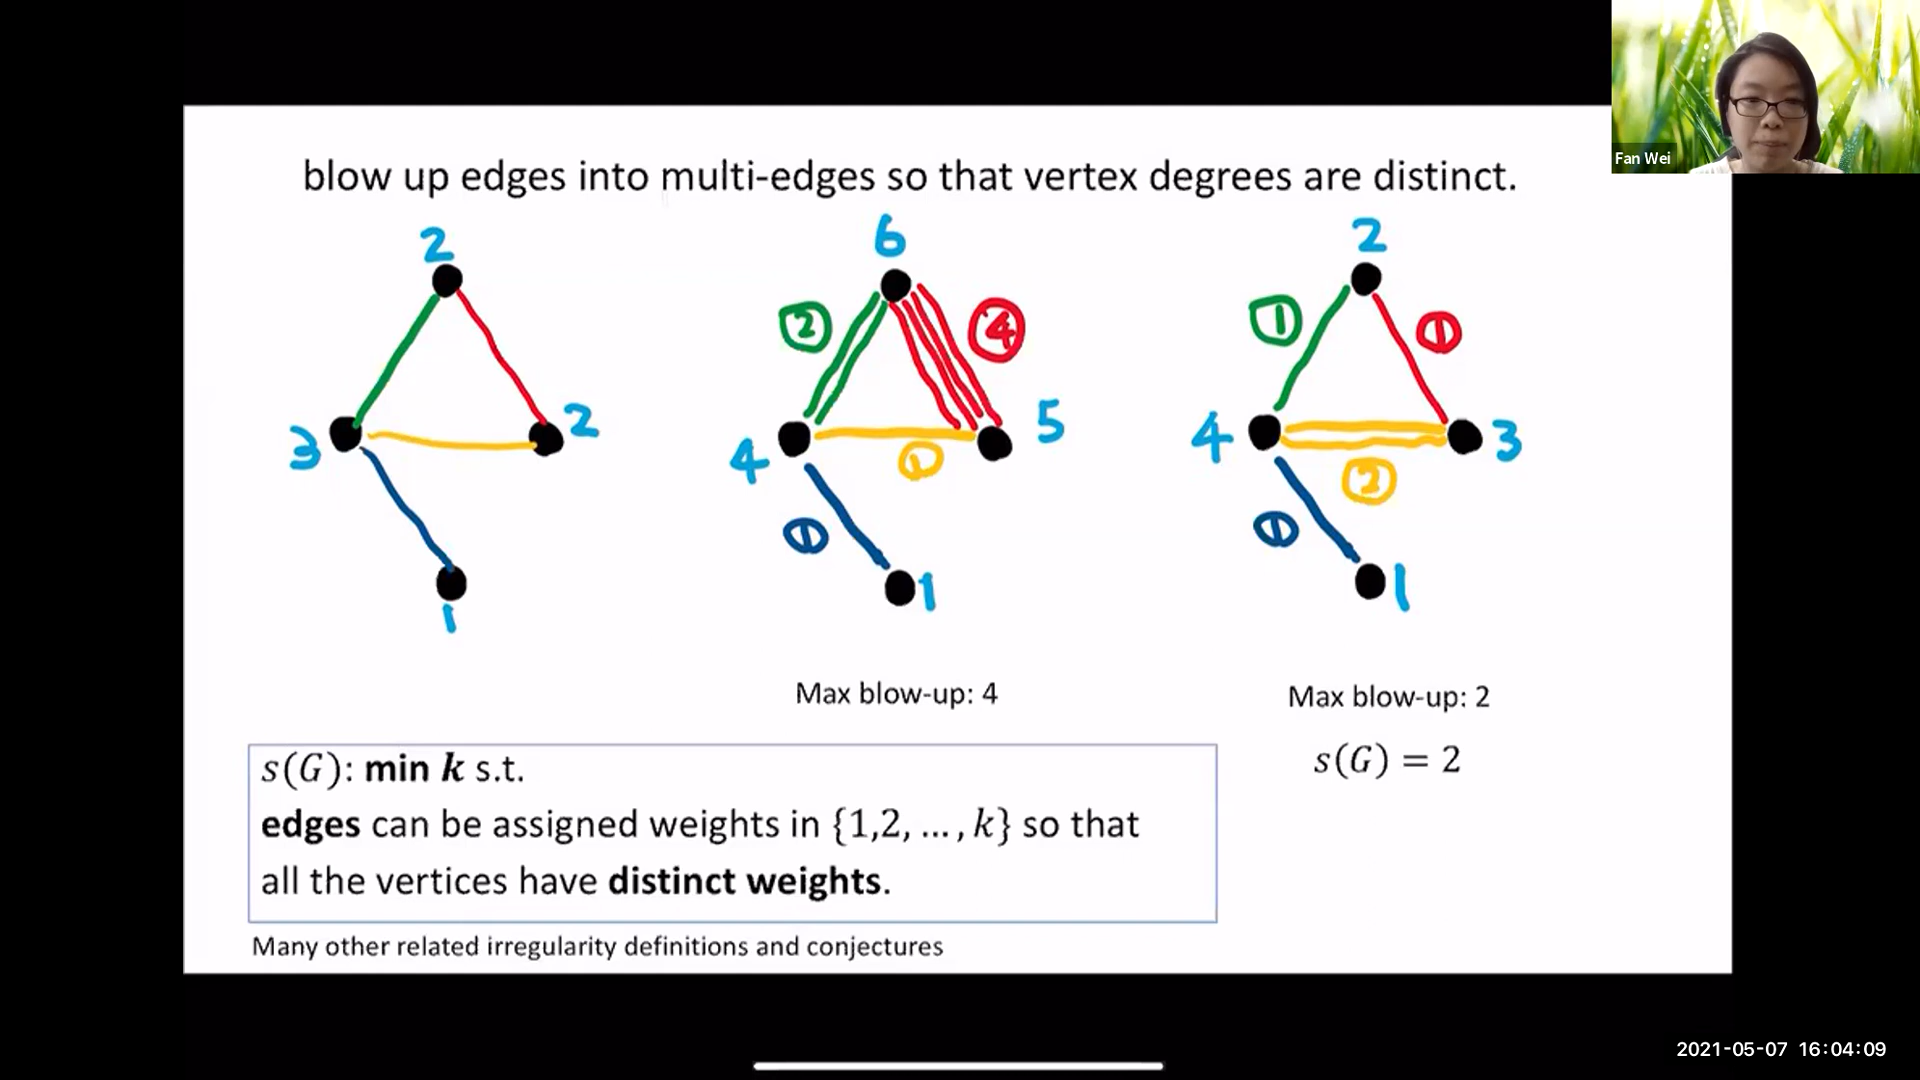 Fan Wei
blow up edges into multi-edges so that vertex degrees are distinct.
2
3
2
1
6
2
4
4
5
1
1
1
2
1
1
4
3
2
1
1
Max blow-up: 4
Max blow-up: 2
s(G) = 2
s(G): min k s.t.
edges can be assigned weights in {1,2, ... , k} so that
all the vertices have distinct weights.
Many other related irregularity definitions and conjectures
2021-05-07 16:04:09